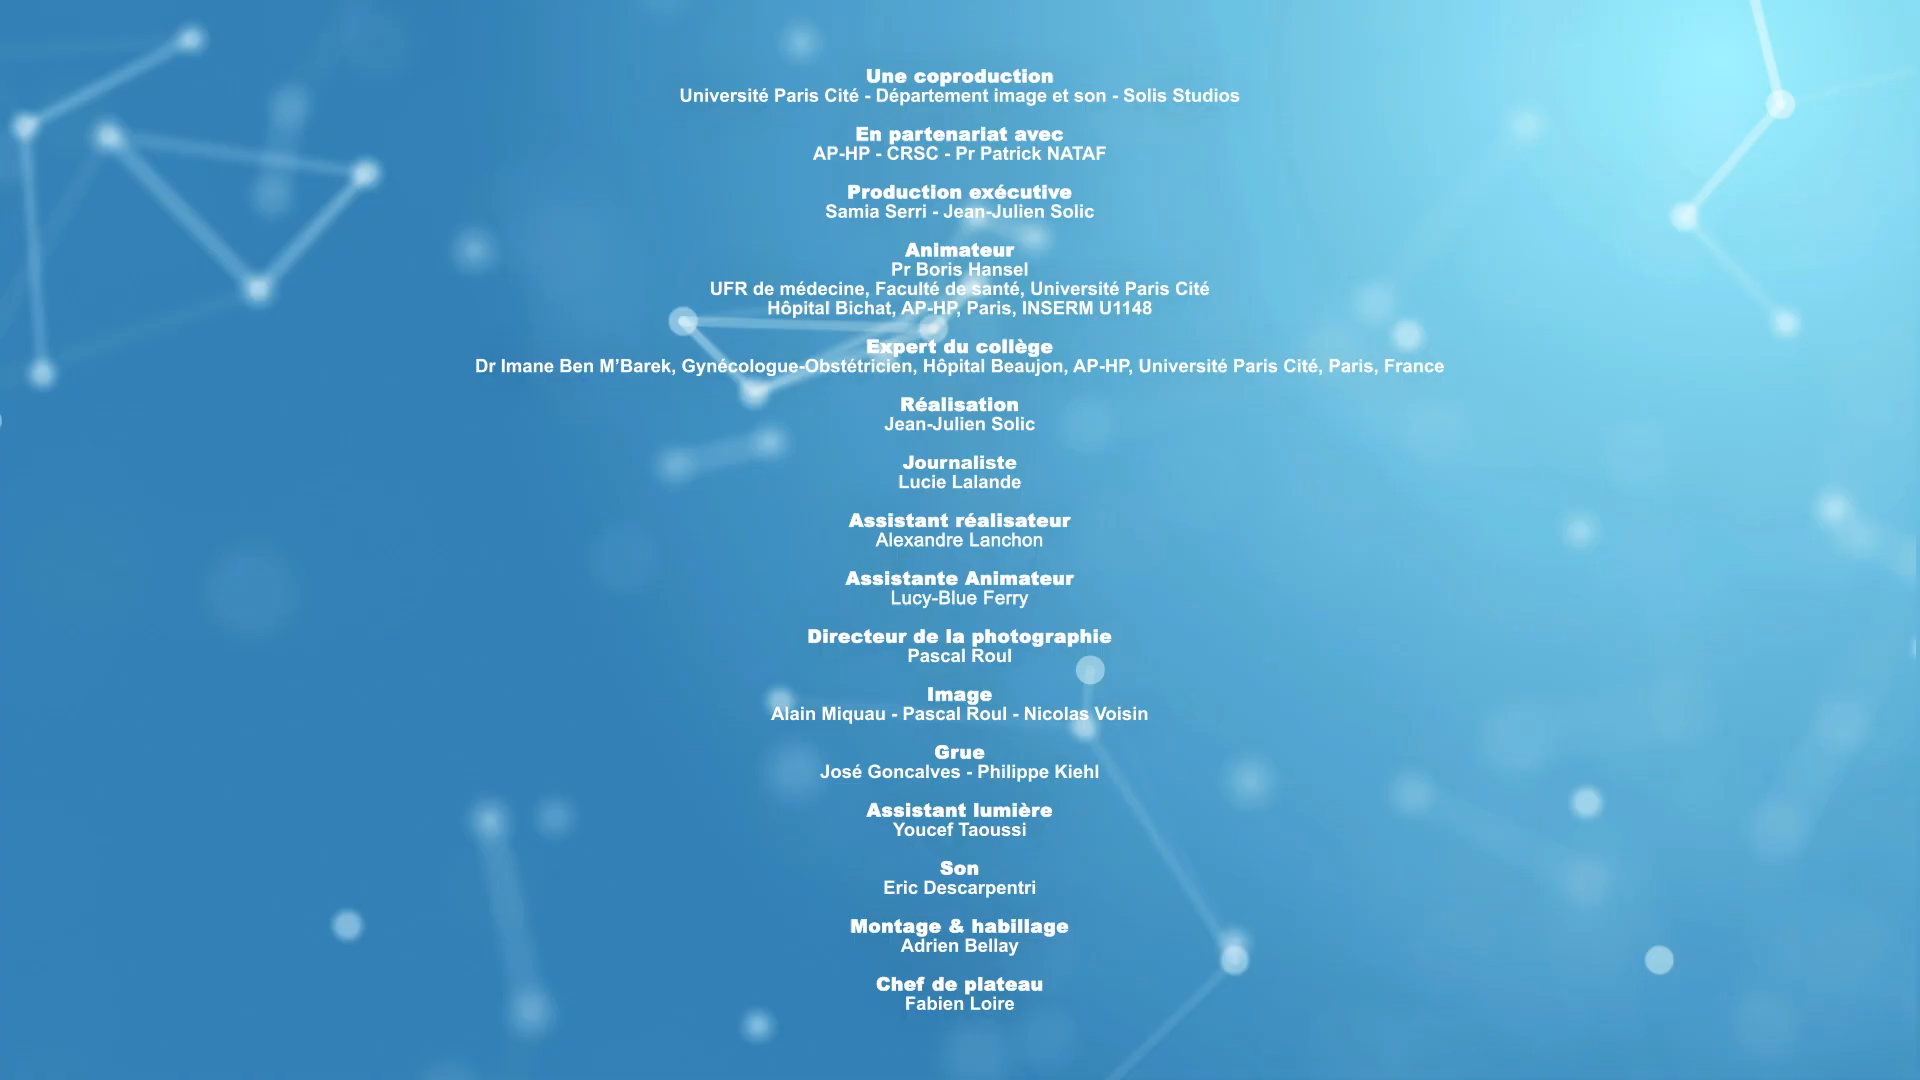 Une coproduction
Université Paris Cité - Département image et son - Solis Studios
En partenariat avec
AP-HP - CRSC - Pr Patrick NATAF
Production exécutive
Samia Serri - Jean-Julien Solic
Animateur
Pr Boris Hansel
UFR de médecine, Faculté de santé, Université Paris Cité
Hôpital Bichat, AP-HP, Paris, INSERM U1148
Expert du collège
Dr Imane Ben M’Barek, Gynécologue-Obstétricien, Hôpital Beaujon, AP-HP, Université Paris Cité, Paris, France
Réalisation
Jean-Julien Solic
Journaliste
Lucie Lalande
Assistant réalisateur
Alexandre Lanchon
Assistante Animateur
Lucy-Blue Ferry
Directeur de la photographie
Pascal Roul
Image
Alain Miquau - Pascal Roul - Nicolas Voisin
Grue
José Goncalves - Philippe Kiehl
Assistant lumière
Youcef Taoussi
Son
Eric Descarpentri
Montage & habillage
Adrien Bellay
Chef de plateau
Fabien Loire